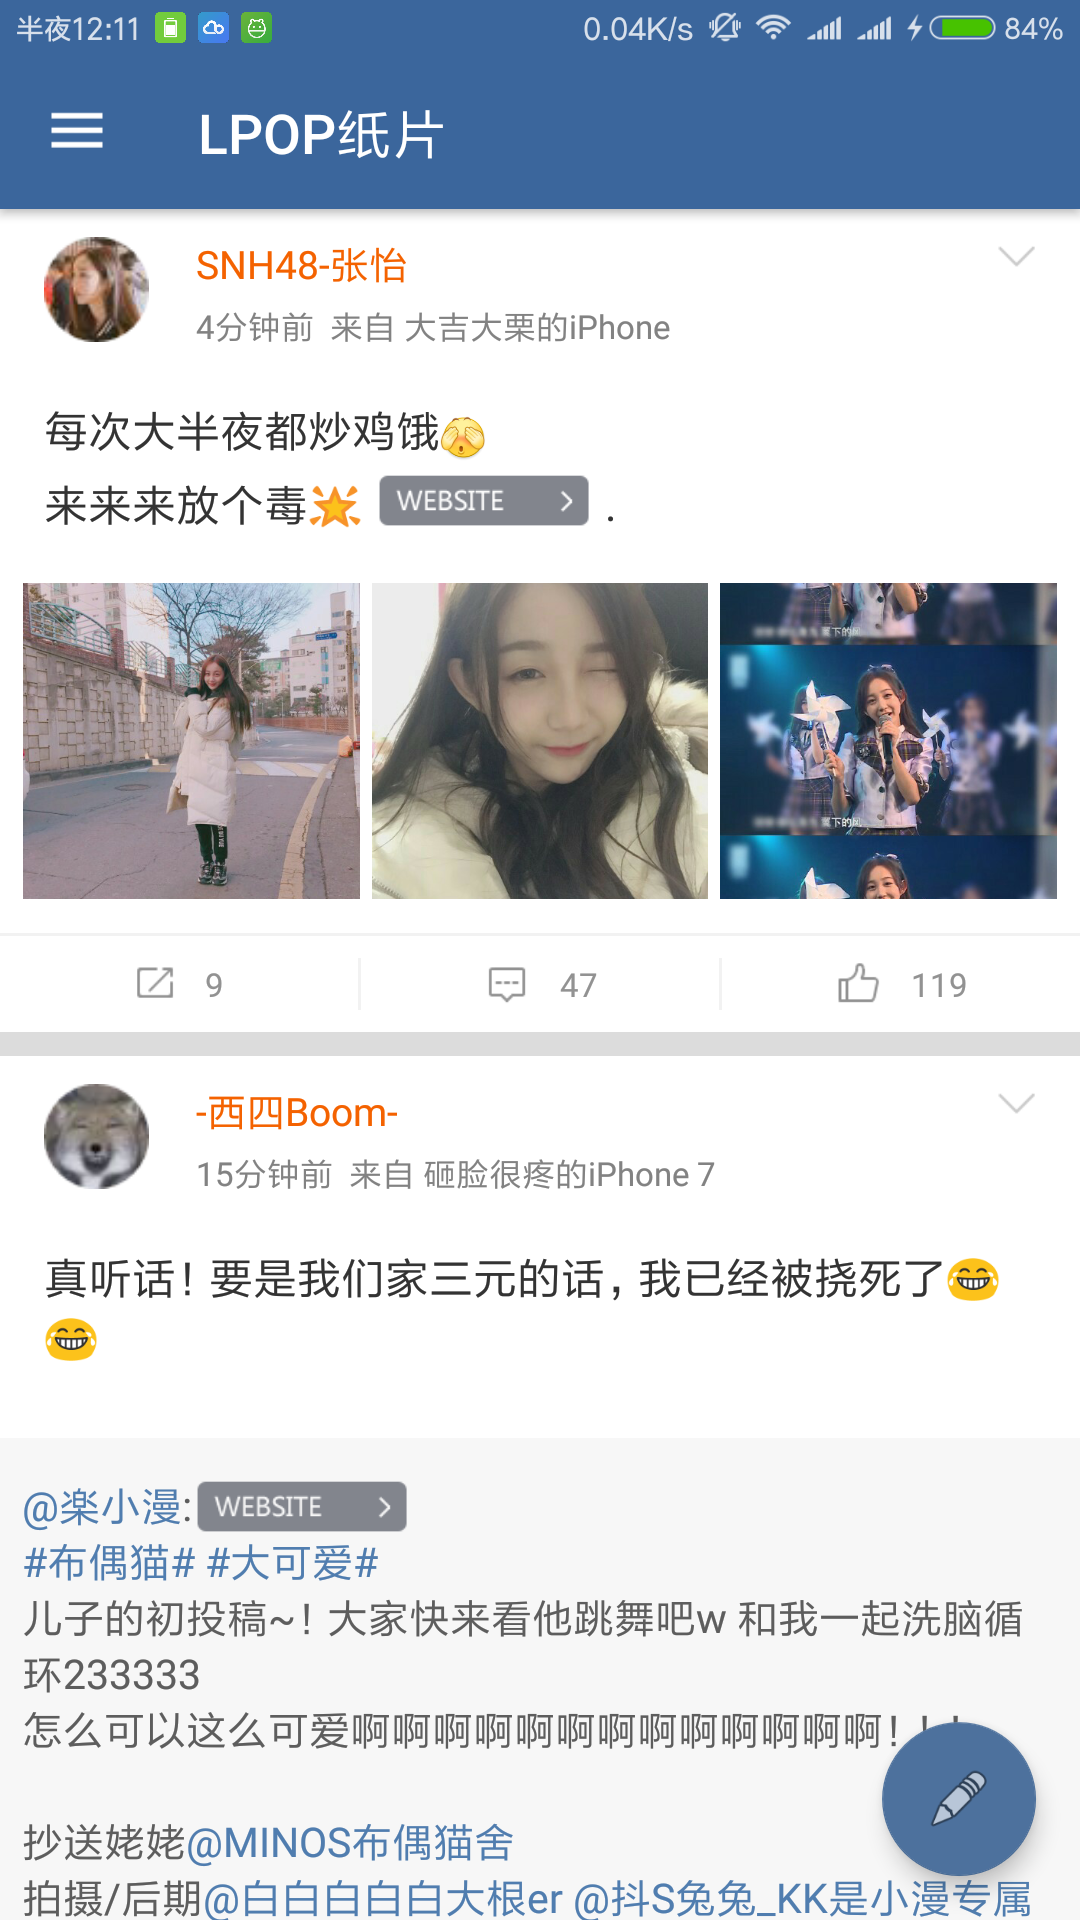 半夜12:11
0.04K/s
84%
LPOP纸片
SNH48-张怡
4分钟前 来自 大吉大栗的iPhone
每次大半夜都炒鸡饿
来来来放个毒 WEBSITE .
翼下的风
翼下的风
9
47
119
-西四Boom-
15分钟前 来自 砸脸很疼的iPhone 7
真听话！要是我们家三元的话，我已经被挠死了
@楽小漫:WEBSITE
#布偶猫# #大可爱#
儿子的初投稿~！大家快来看他跳舞吧w 和我一起洗脑循
环233333
怎么可以这么可爱啊啊啊啊啊啊啊啊啊啊啊啊啊！！！
抄送姥姥@MINOS布偶猫舍
拍摄/后期@白白白白白大根er @抖S兔兔_KK是小漫专属